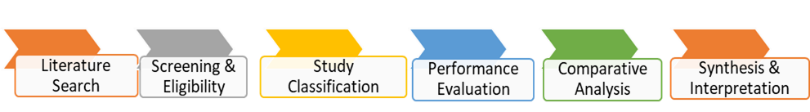 Literature
Search
Screening &
Eligibility
Study
Classification
Performance
Evaluation
Comparative
Analysis
Synthesis &
Interpretation